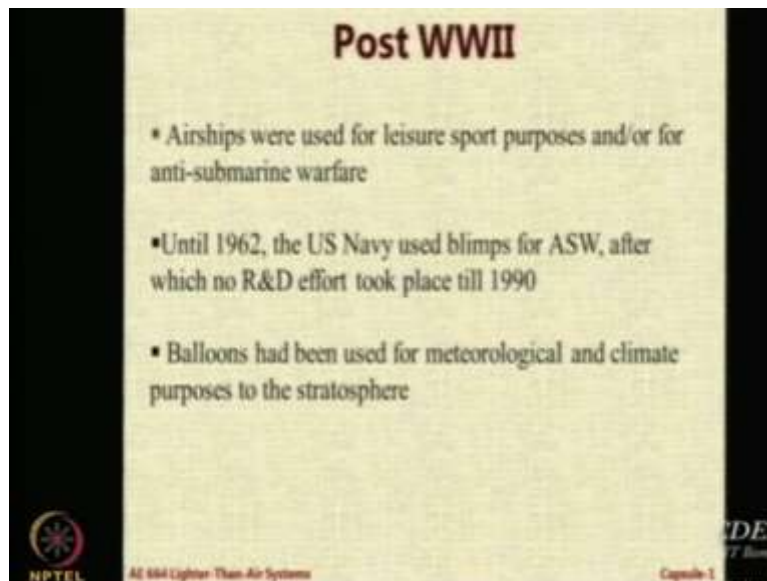 Post WWII
▪ Airships were used for leisure sport purposes and/or for
anti-submarine warfare
▪Until 1962, the US Navy used blimps for ASW, after
which no R&D effort took place till 1990
▪ Balloons had been used for meteorological and climate
purposes to the stratosphere
NPTEL
AE 664 Lighter-Than-Air Systems
Capsule-1
CDE